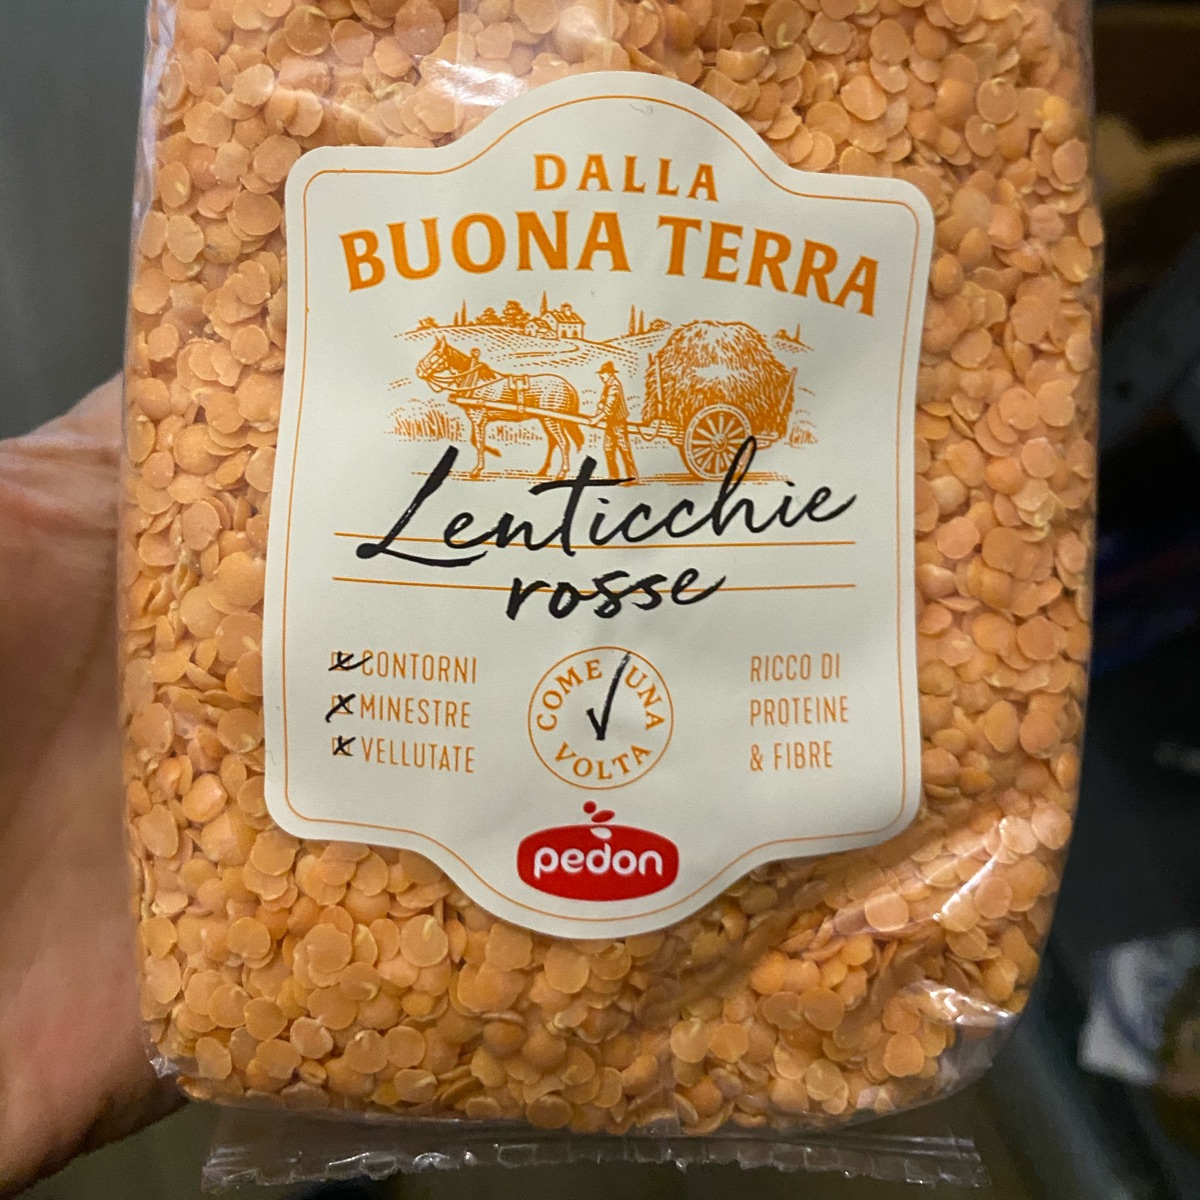 DALLA
BUONA TERRA
Lenticchie
rosse
CONTORNI
MINESTRE
VELLUTATE
COME UNA
VOLTA
RICCO DI
PROTEINE
& FIBRE
pedon